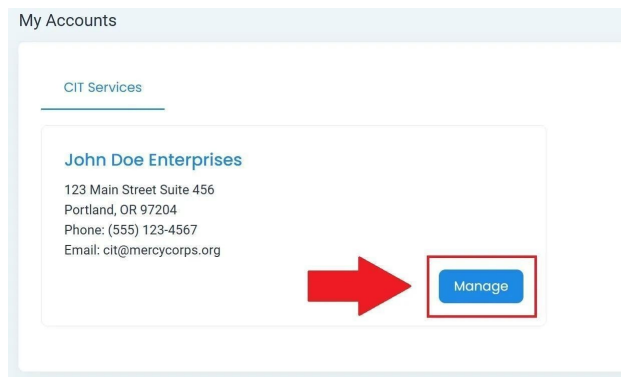 My Accounts
CIT Services
John Doe Enterprises
123 Main Street Suite 456
Portland, OR 97204
Phone: (555) 123-4567
Email: cit@mercycorps.org
Manage